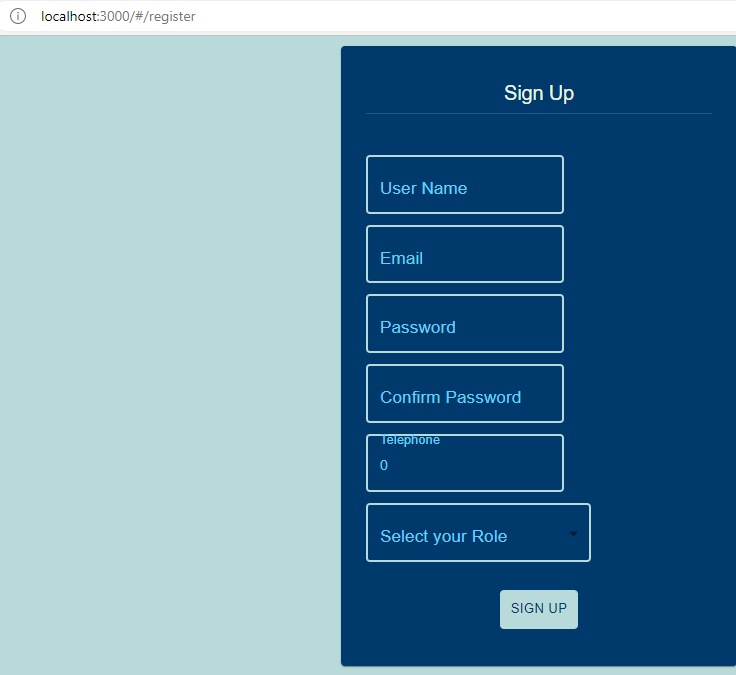 localhost:3000/#/register
Sign Up
User Name
Email
Password
Confirm Password
Telephone
0
Select your Role
SIGN UP